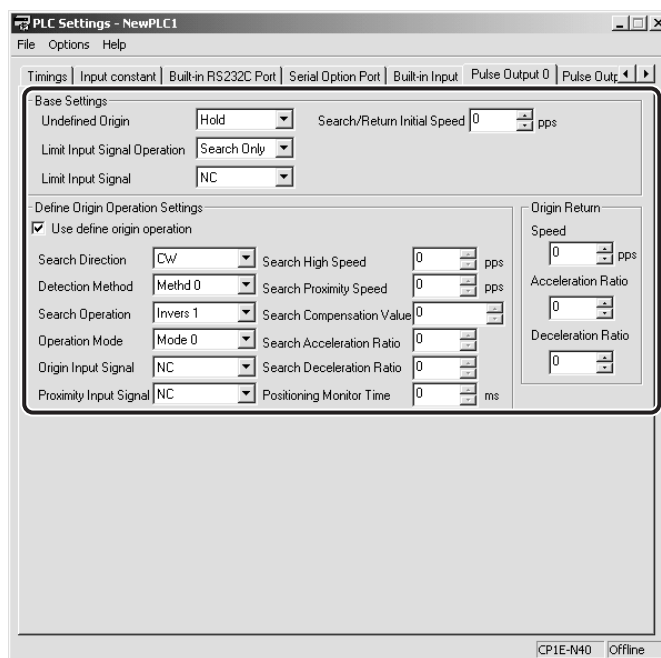 PLC Settings - NewPLC1
File Options Help
Timings Input constant Built-in RS232C Port Serial Option Port Built-in Input Pulse Output 0 Pulse Outp
Base Settings
Undefined Origin Hold Search/Return Initial Speed 0 pps
Limit Input Signal Operation Search Only
Limit Input Signal NC
Define Origin Operation Settings
Use define origin operation
Search Direction CW Search High Speed 0 pps
Detection Method Methd 0 Search Proximity Speed 0 pps
Search Operation Invers 1 Search Compensation Value 0
Operation Mode Mode 0 Search Acceleration Ratio 0
Origin Input Signal NC Search Deceleration Ratio 0
Proximity Input Signal NC Positioning Monitor Time 0 ms
Origin Return
Speed
0 pps
Acceleration Ratio
0
Deceleration Ratio
0
CP1E-N40 Offline